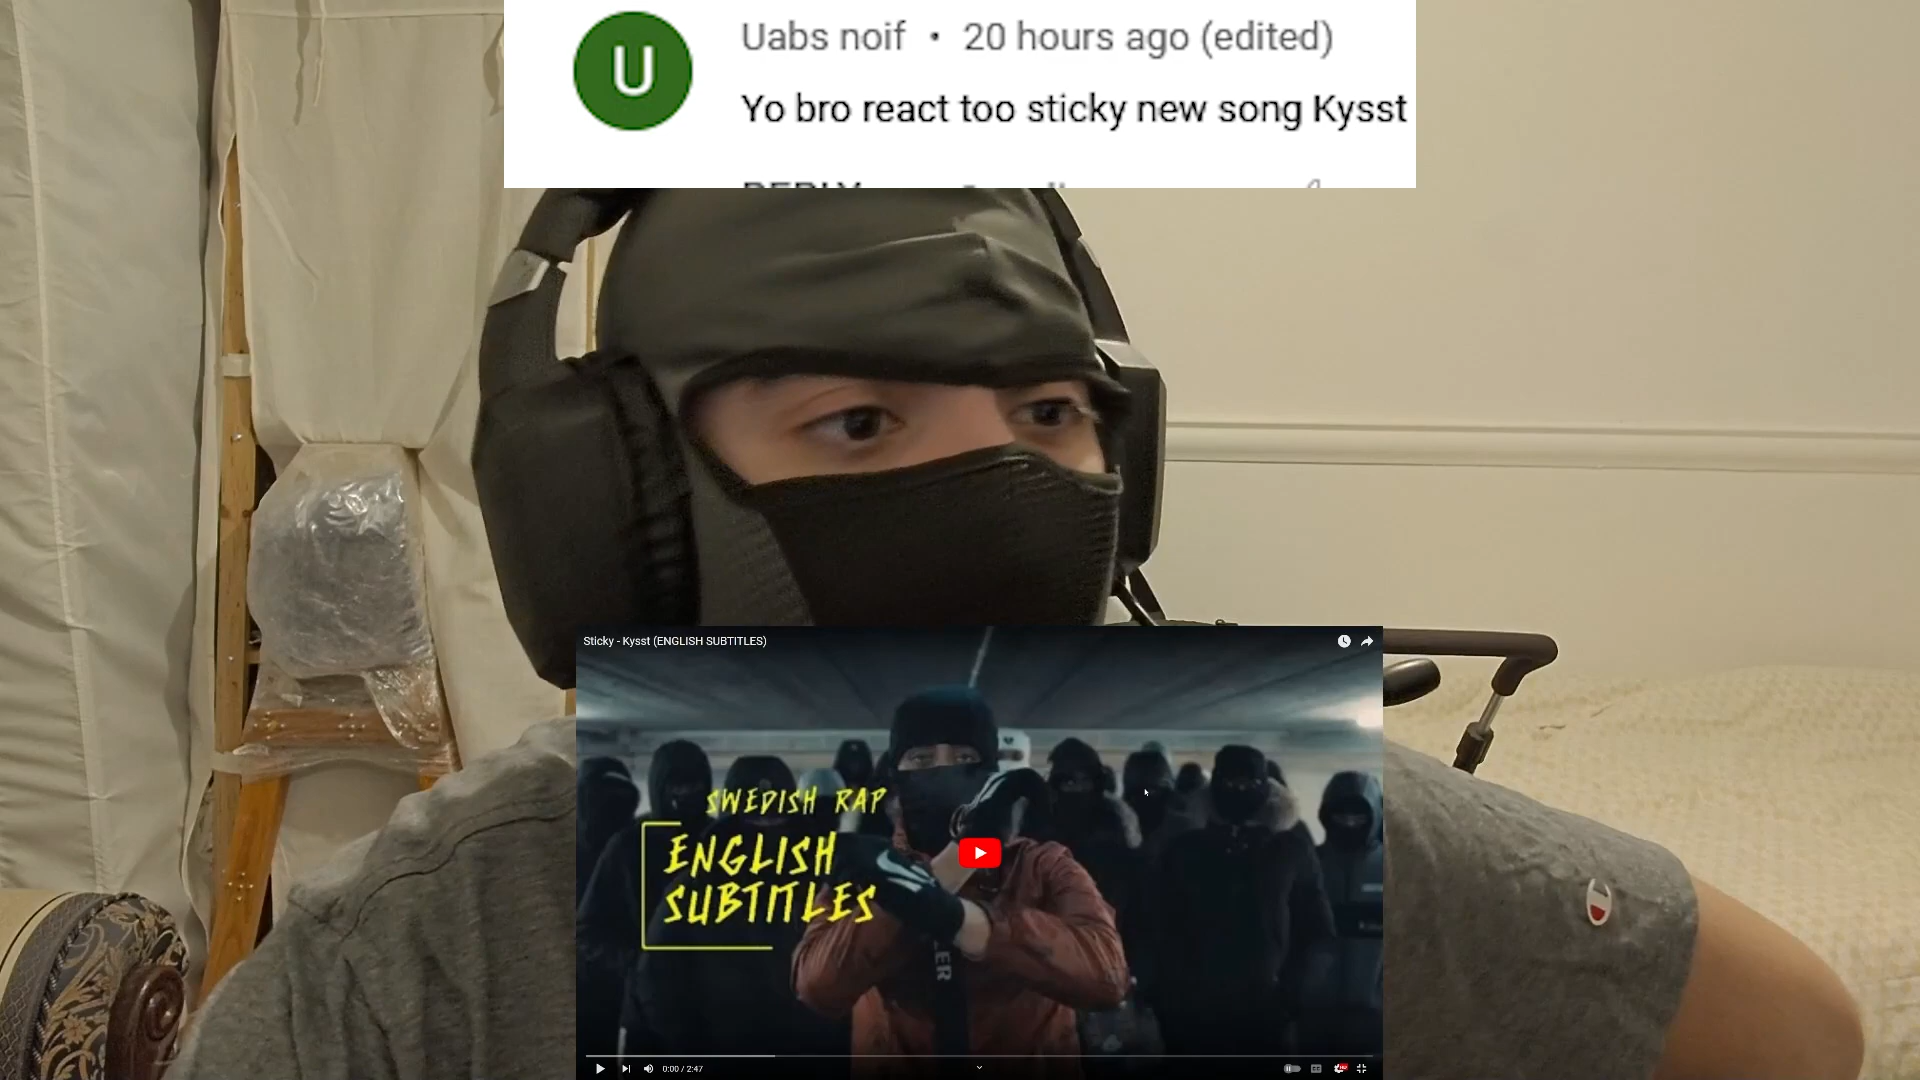 U
Uabs noif • 20 hours ago (edited)
Yo bro react too sticky new song Kysst
Sticky - Kysst (ENGLISH SUBTITLES)
SWEDISH RAP
ENGLISH
SUBTITLES
ER
0:00 / 2:47